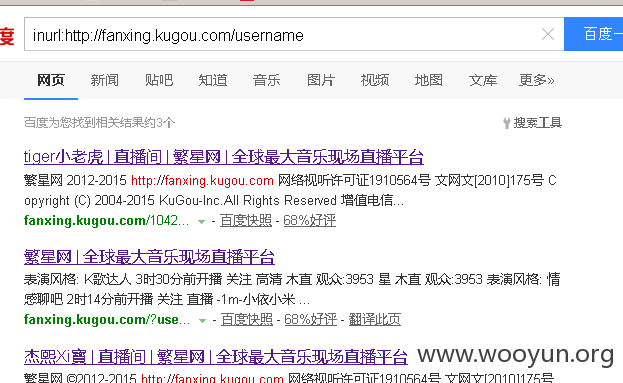 度 inurl:http://fanxing.kugou.com/username 百度一
网页 新闻 贴吧 知道 音乐 图片 视频 地图 文库 更多»
百度为您找到相关结果约3个 搜索工具
tiger小老虎 | 直播间 | 繁星网 | 全球最大音乐现场直播平台
繁星网 2012-2015 http://fanxing.kugou.com 网络视听许可证1910564号 文网文[2010]175号 C
opyright (C) 2004-2015 KuGou-Inc.All Rights Reserved 增值电信...
fanxing.kugou.com/1042... - 百度快照 - 68%好评
繁星网 | 全球最大音乐现场直播平台
表演风格: K歌达人 3时30分前开播 关注 高清 木直 观众:3953 星 木直 观众:3953 表演风格: 情
感聊吧 2时14分前开播 关注 直播 -1m-小依小米 ...
fanxing.kugou.com/?use... - 百度快照 - 68%好评 - 翻译此页
杰熙Xi寶 | 直播间 | 繁星网 | 全球最大音乐现场直播平台
www.wooyun.org
繁星网 ©2012-2015 http://fanxing.kugou.com 网络视听许可证1910564号 文网文[2010]175号